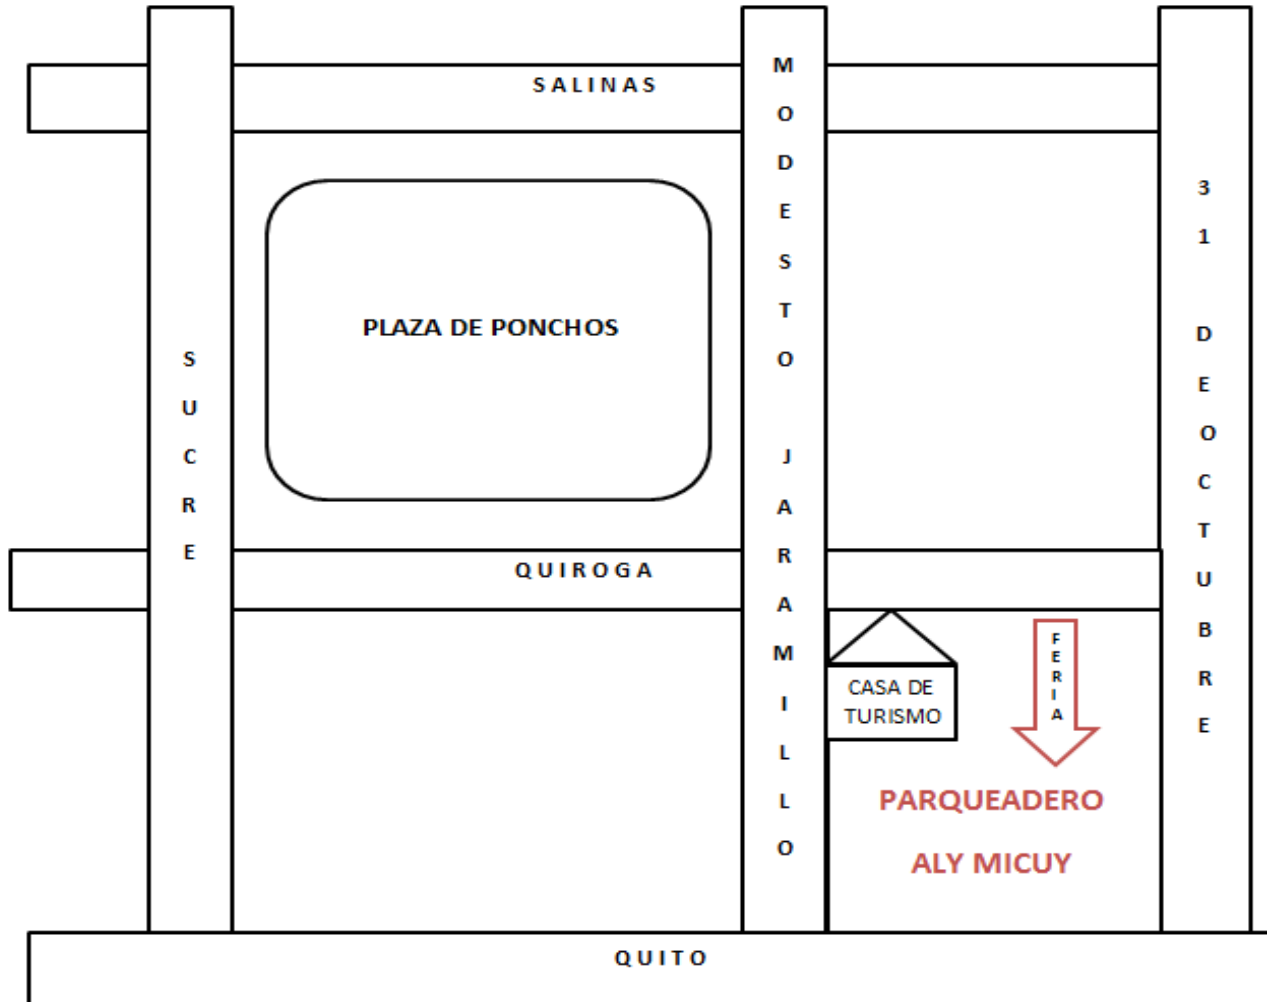 SALINAS
MODESTO JARAMILLO
31 DE OCTUBRE
PLAZA DE PONCHOS
SUCRE
QUIROGA
FERIA
CASA DE
TURISMO
PARQUEADERO
ALY MICUY
QUITO